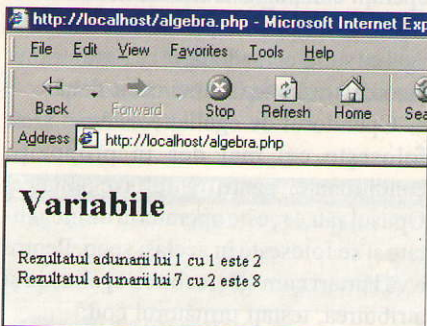 http://localhost/algebra.php - Microsoft Internet Exp
File Edit View Favorites Tools Help
Back Forward Stop Refresh Home Sea
Address http://localhost/algebra.php
Variabile
Rezultatul adunarii lui 1 cu 1 este 2
Rezultatul adunarii lui 7 cu 2 este 8